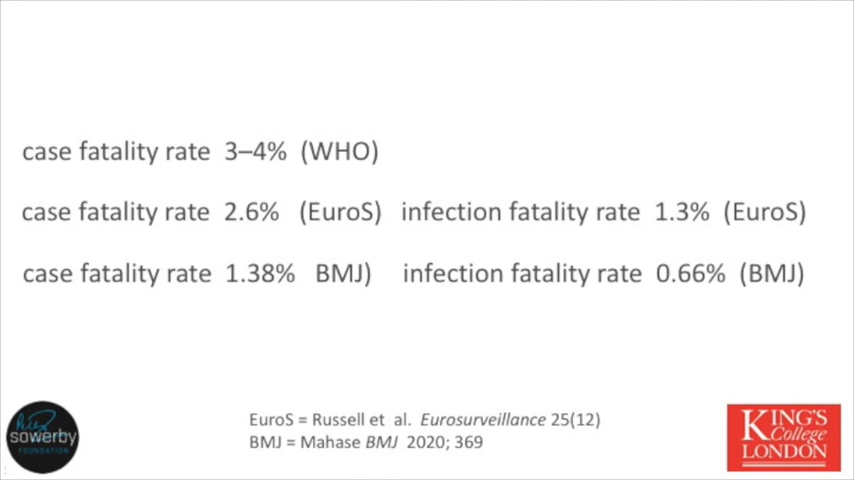 case fatality rate 3–4% (WHO)
case fatality rate 2.6% (EuroS) infection fatality rate 1.3% (EuroS)
case fatality rate 1.38% BMJ) infection fatality rate 0.66% (BMJ)
EuroS = Russell et al. Eurosurveillance 25(12)
BMJ = Mahase BMJ 2020; 369
sowerby
FOUNDATION
KING'S
College
LONDON